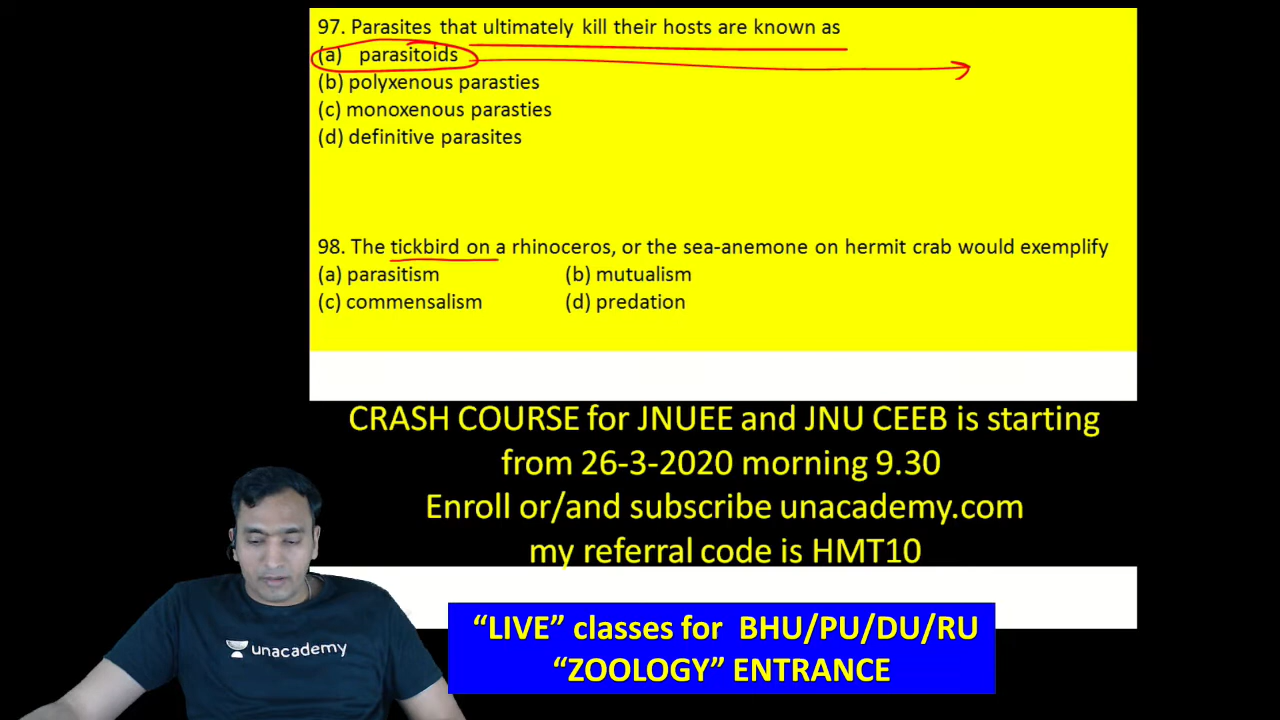 97. Parasites that ultimately kill their hosts are known as
(a) parasitoids
(b) polyxenous parasties
(c) monoxenous parasties
(d) definitive parasites
98. The tickbird on a rhinoceros, or the sea-anemone on hermit crab would exemplify
(a) parasitism (b) mutualism
(c) commensalism (d) predation
CRASH COURSE for JNUEE and JNU CEEB is starting
from 26-3-2020 morning 9.30
Enroll or/and subscribe unacademy.com
my referral code is HMT10
unacademy
“LIVE” classes for BHU/PU/DU/RU
“ZOOLOGY” ENTRANCE